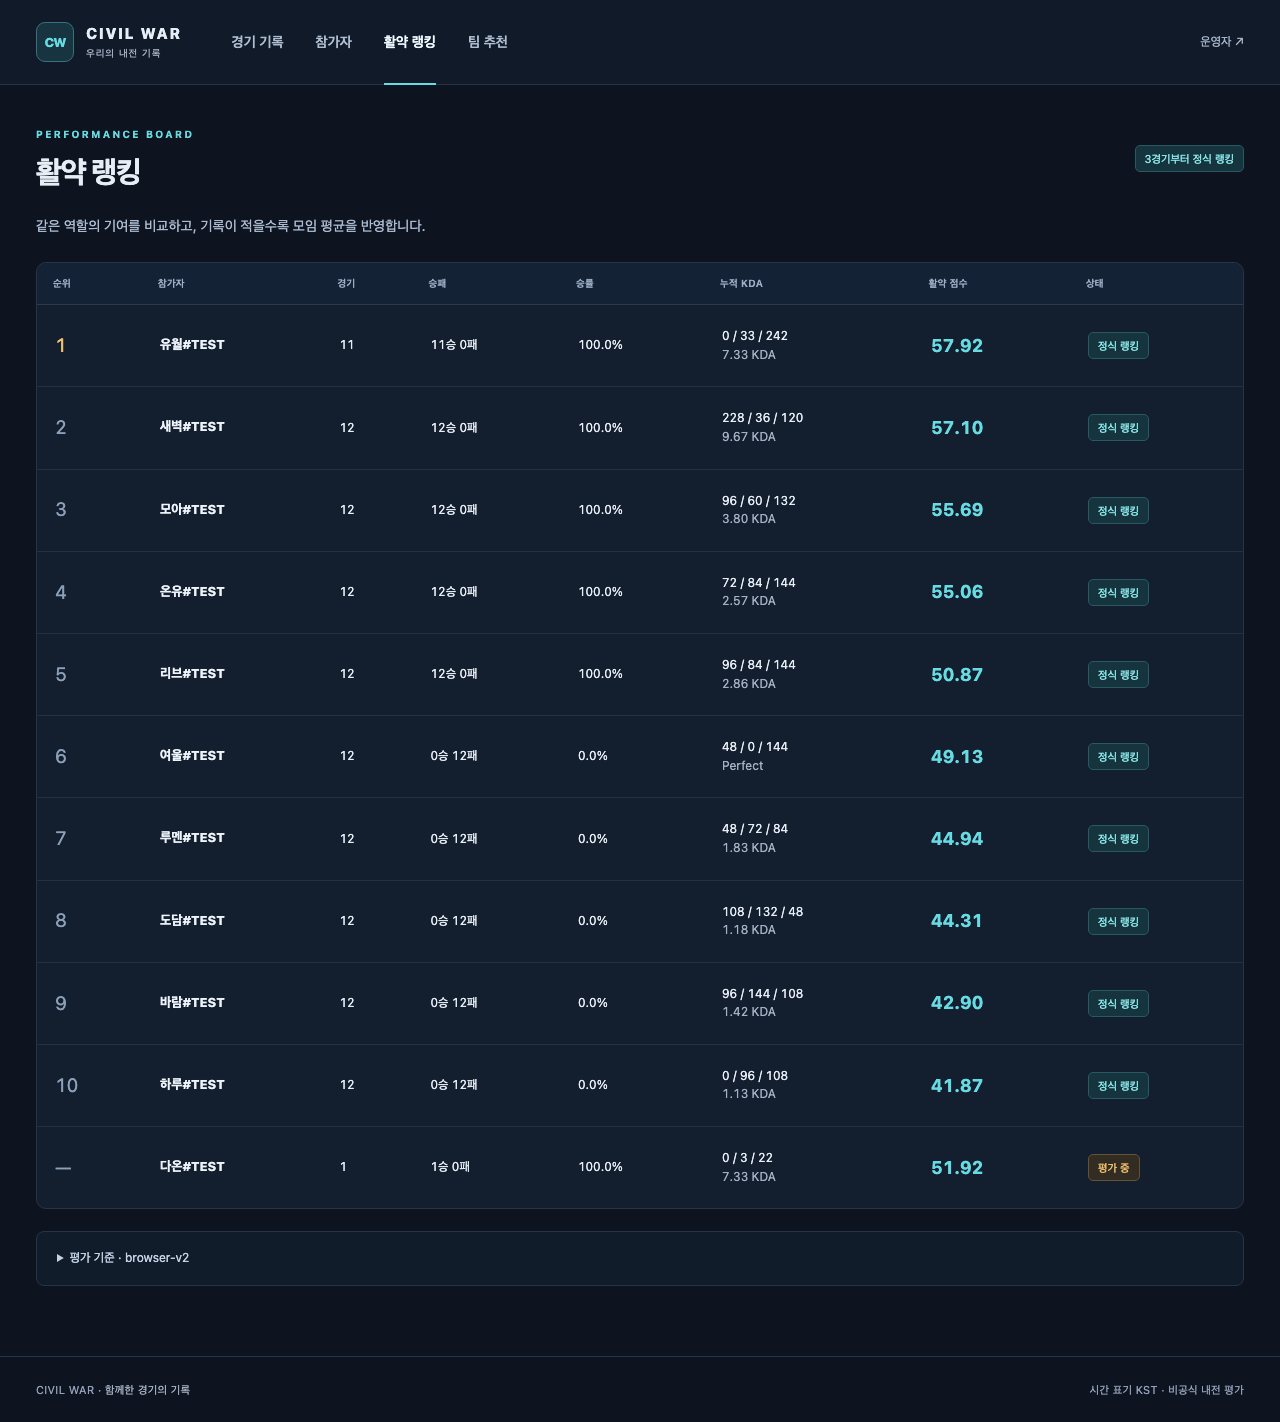 CW
CIVIL WAR
우리의 내전 기록
경기 기록
참가자
활약 랭킹
팀 추천
운영자 ↗
PERFORMANCE BOARD
활약 랭킹
3경기부터 정식 랭킹
같은 역할의 기여를 비교하고, 기록이 적을수록 모임 평균을 반영합니다.
순위 참가자 경기 승패 승률 누적 KDA 활약 점수 상태
1 유월#TEST 11 11승 0패 100.0% 0 / 33 / 242 57.92 정식 랭킹
7.33 KDA
2 새벽#TEST 12 12승 0패 100.0% 228 / 36 / 120 57.10 정식 랭킹
9.67 KDA
3 모아#TEST 12 12승 0패 100.0% 96 / 60 / 132 55.69 정식 랭킹
3.80 KDA
4 온유#TEST 12 12승 0패 100.0% 72 / 84 / 144 55.06 정식 랭킹
2.57 KDA
5 리브#TEST 12 12승 0패 100.0% 96 / 84 / 144 50.87 정식 랭킹
2.86 KDA
6 여울#TEST 12 0승 12패 0.0% 48 / 0 / 144 49.13 정식 랭킹
Perfect
7 루멘#TEST 12 0승 12패 0.0% 48 / 72 / 84 44.94 정식 랭킹
1.83 KDA
8 도담#TEST 12 0승 12패 0.0% 108 / 132 / 48 44.31 정식 랭킹
1.18 KDA
9 바람#TEST 12 0승 12패 0.0% 96 / 144 / 108 42.90 정식 랭킹
1.42 KDA
10 하루#TEST 12 0승 12패 0.0% 0 / 96 / 108 41.87 정식 랭킹
1.13 KDA
— 다온#TEST 1 1승 0패 100.0% 0 / 3 / 22 51.92 평가 중
7.33 KDA
▶ 평가 기준 · browser-v2
CIVIL WAR · 함께한 경기의 기록
시간 표기 KST · 비공식 내전 평가